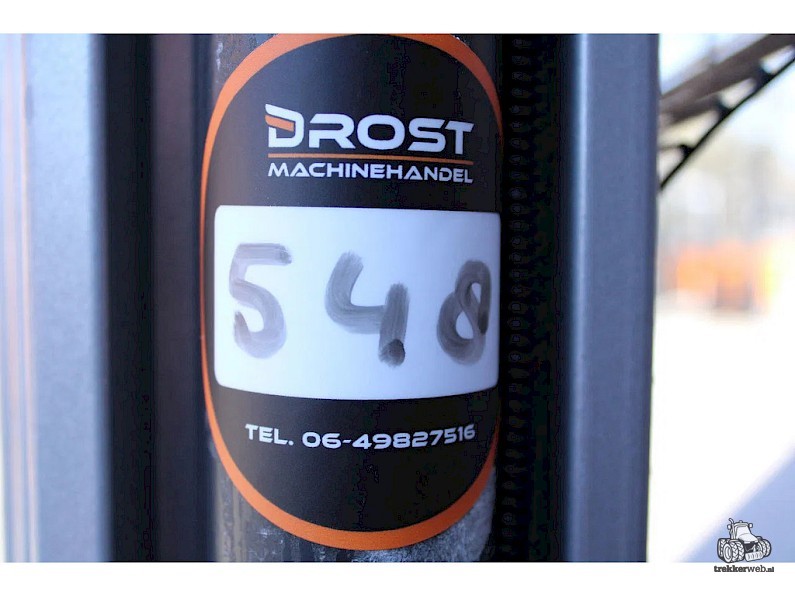 DROST
MACHINEHANDEL
548
TEL. 06-49827516
trekkerweb.nl